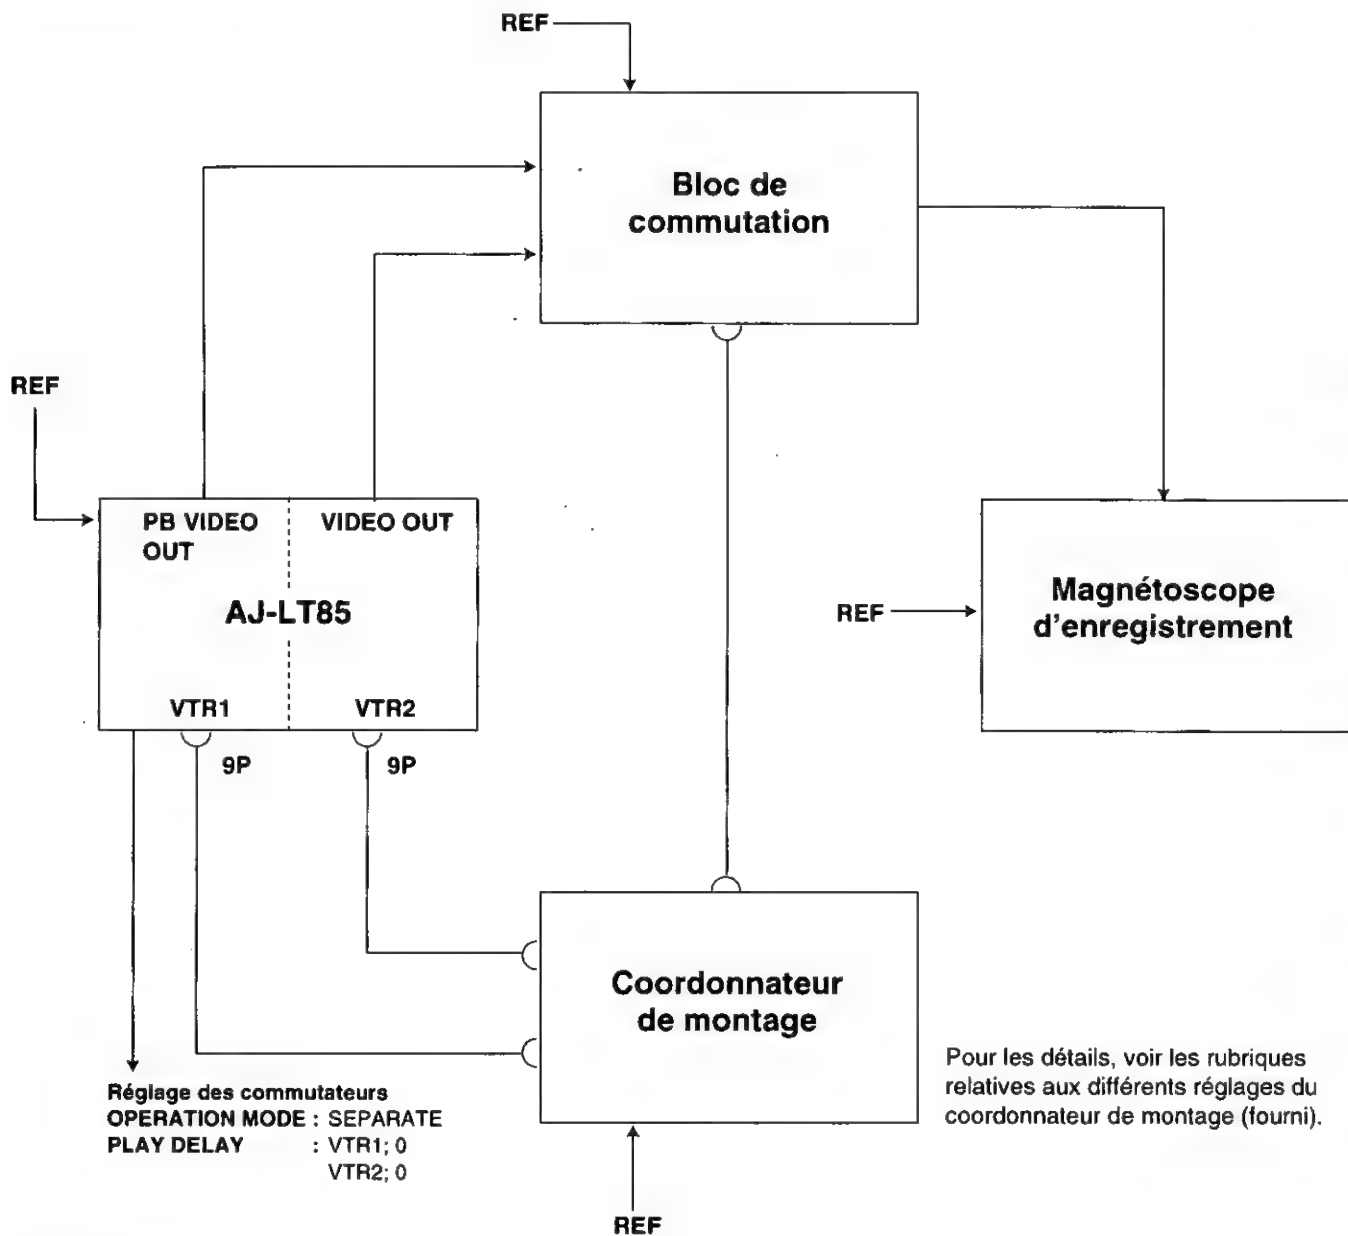 REF
Bloc de
commutation
REF
PB VIDEO
OUT
VIDEO OUT
AJ-LT85
VTR1
VTR2
9P
9P
REF
Magnétoscope
d'enregistrement
Coordonnateur
de montage
Réglage des commutateurs
OPERATION MODE : SEPARATE
PLAY DELAY : VTR1; 0
VTR2; 0
Pour les détails, voir les rubriques
relatives aux différents réglages du
coordonnateur de montage (fourni).
REF